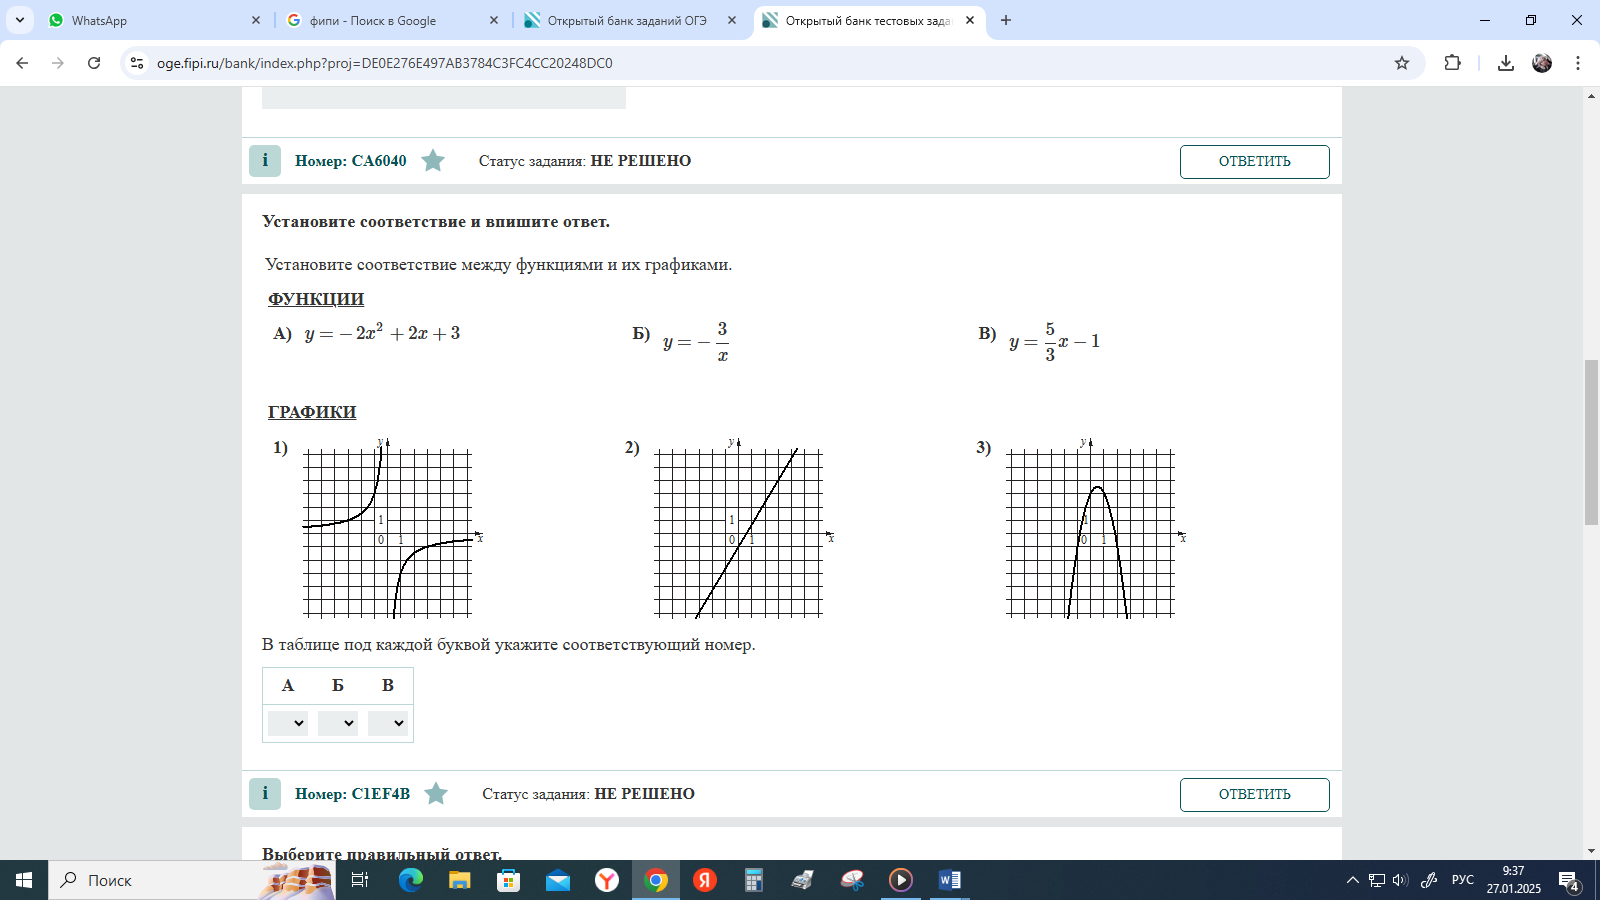 WhatsApp
фипи - Поиск в Google
Открытый банк заданий ОГЭ
Открытый банк тестовых зада
oge.fipi.ru/bank/index.php?proj=DE0E276E497AB3784C3FC4CC20248DC0
i Номер: CA6040 Статус задания: НЕ РЕШЕНО ОТВЕТИТЬ
Установите соответствие и впишите ответ.
Установите соответствие между функциями и их графиками.
ФУНКЦИИ
А) y = − 2x² + 2x + 3 Б) y = − 3/x В) y = 5/3 x − 1
ГРАФИКИ
1) y 1 0 1 x
2) y 1 0 1 x
3) y 1 0 1 x
В таблице под каждой буквой укажите соответствующий номер.
А Б В
i Номер: C1EF4B Статус задания: НЕ РЕШЕНО ОТВЕТИТЬ
Выберите правильный ответ.
Поиск
РУС
9:37
27.01.2025
4